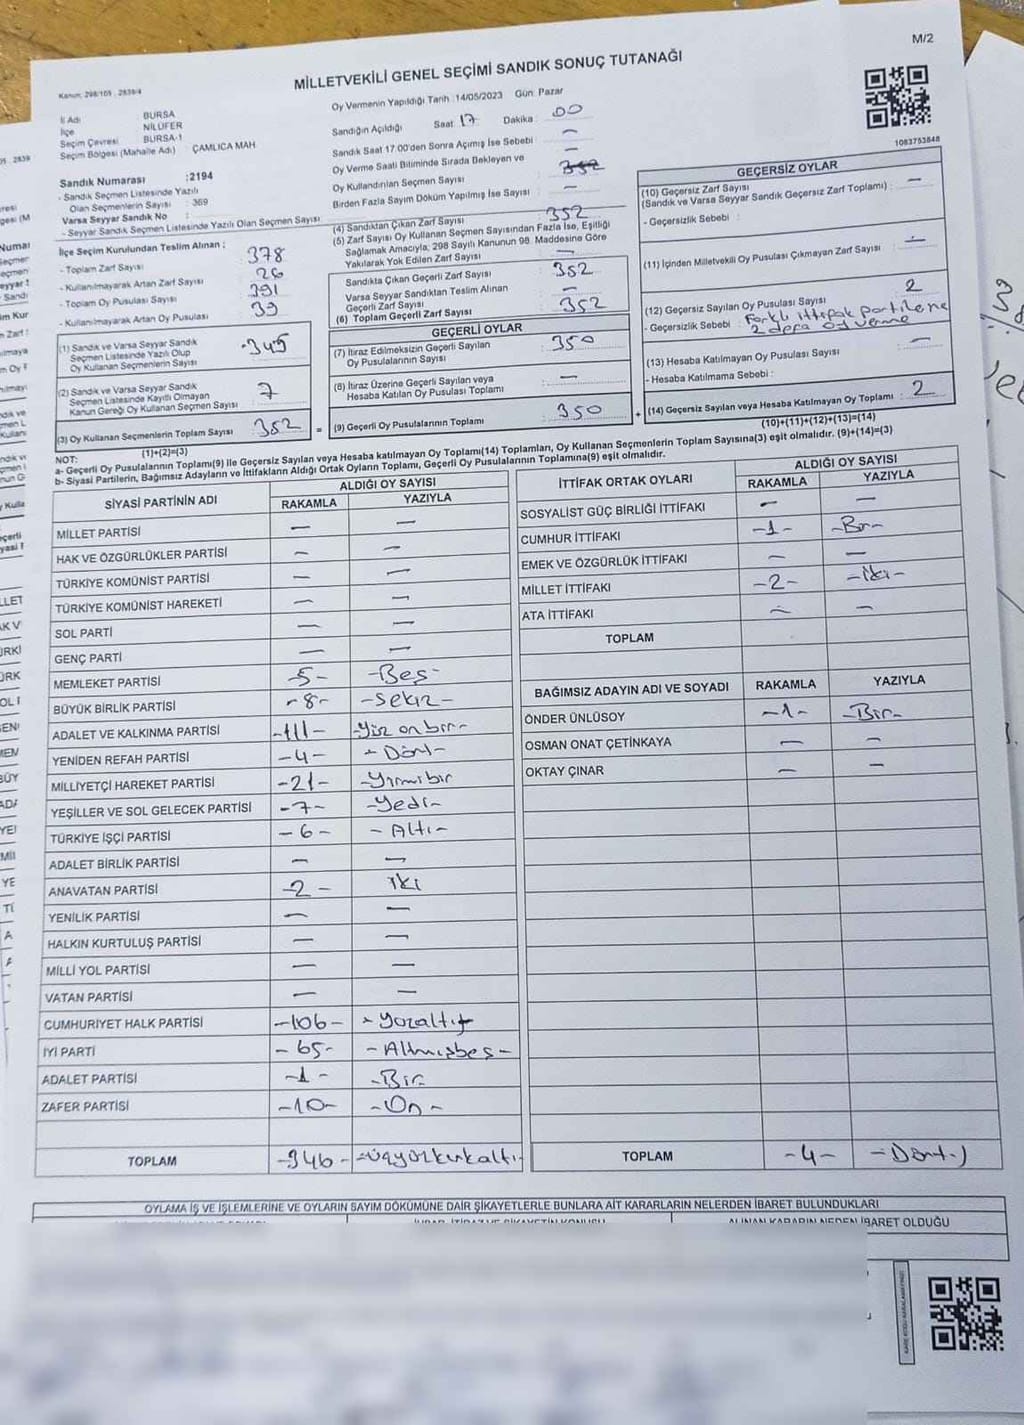 M/2
MİLLETVEKİLİ GENEL SEÇİMİ SANDIK SONUÇ TUTANAĞI
Kanun: 298/105 , 2839/4
İl Adı BURSA
İlçe NİLÜFER
Seçim Çevresi BURSA-1
Seçim Bölgesi (Mahalle Adı) : ÇAMLICA MAH
Sandık Numarası : 2194
- Sandık Seçmen Listesinde Yazılı
Olan Seçmenlerin Sayısı : 369
Varsa Seyyar Sandık No :
- Seyyar Sandık Seçmen Listesinde Yazılı Olan Seçmen Sayısı
Oy Vermenin Yapıldığı Tarih :14/05/2023 Gün: Pazar
Sandığın Açıldığı Saat 17 Dakika : 00
Sandık Saat 17:00'den Sonra Açımış İse Sebebi : —
Oy Verme Saati Bitiminde Sırada Bekleyen ve : —
Oy Kullandırılan Seçmen Sayısı : 352
Birden Fazla Sayım Döküm Yapılmış İse Sayısı : —
1083753848
İlçe Seçim Kurulundan Teslim Alınan ;
- Toplam Zarf Sayısı : 378
- Kullanılmayarak Artan Zarf Sayısı : 26
- Toplam Oy Pusulası Sayısı : 391
- Kullanılmayarak Artan Oy Pusulası : 39
(1) Sandık ve Varsa Seyyar Sandık
Seçmen Listesinde Yazılı Olup
Oy Kullanan Seçmenlerin Sayısı : 345
(2) Sandık ve Varsa Seyyar Sandık
Seçmen Listesinde Kayıtlı Olmayan
Kanun Gereği Oy Kullanan Seçmen Sayısı : 7
(3) Oy Kullanan Seçmenlerin Toplam Sayısı : 352
(1)+(2)=(3)
(4) Sandıktan Çıkan Zarf Sayısı : 352
(5) Zarf Sayısı Oy Kullanan Seçmen Sayısından Fazla İse, Eşitliği
Sağlamak Amacıyla; 298 Sayılı Kanunun 98. Maddesine Göre
Yakılarak Yok Edilen Zarf Sayısı : —
Sandıkta Çıkan Geçerli Zarf Sayısı : 352
Varsa Seyyar Sandıktan Teslim Alınan
Geçerli Zarf Sayısı : —
(6) Toplam Geçerli Zarf Sayısı : 352
GEÇERLİ OYLAR
(7) İtiraz Edilmeksizin Geçerli Sayılan
Oy Pusulalarının Sayısı : 350
(8) İtiraz Üzerine Geçerli Sayılan veya
Hesaba Katılan Oy Pusulası Toplamı : —
(9) Geçerli Oy Pusulalarının Toplamı : 350
GEÇERSİZ OYLAR
(10) Geçersiz Zarf Sayısı
(Sandık ve Varsa Seyyar Sandık Geçersiz Zarf Toplamı) : —
- Geçersizlik Sebebi :
(11) İçinden Milletvekili Oy Pusulası Çıkmayan Zarf Sayısı : —
(12) Geçersiz Sayılan Oy Pusulası Sayısı : 2
- Geçersizlik Sebebi : Farklı ittifak partilerine
2 defa oy verme
(13) Hesaba Katılmayan Oy Pusulası Sayısı : —
- Hesaba Katılmama Sebebi :
(14) Geçersiz Sayılan veya Hesaba Katılmayan Oy Toplamı : 2
(10)+(11)+(12)+(13)=(14)
NOT:
a- Geçerli Oy Pusulalarının Toplamı(9) ile Geçersiz Sayılan veya Hesaba katılmayan Oy Toplamı(14) Toplamları, Oy Kullanan Seçmenlerin Toplam Sayısına(3) eşit olmalıdır. (9)+(14)=(3)
b- Siyasi Partilerin, Bağımsız Adayların ve İttifakların Aldığı Ortak Oyların Toplamı, Geçerli Oy Pusulalarının Toplamına(9) eşit olmalıdır.
SİYASİ PARTİNİN ADI ALDIĞI OY SAYISI
RAKAMLA YAZIYLA
MİLLET PARTİSİ — —
HAK VE ÖZGÜRLÜKLER PARTİSİ — —
TÜRKİYE KOMÜNİST PARTİSİ — —
TÜRKİYE KOMÜNİST HAREKETİ — —
SOL PARTİ — —
GENÇ PARTİ — —
MEMLEKET PARTİSİ -5- -Beş-
BÜYÜK BİRLİK PARTİSİ -8- -Sekiz-
ADALET VE KALKINMA PARTİSİ -111- -Yüz on bir-
YENİDEN REFAH PARTİSİ -4- - Dört-
MİLLİYETÇİ HAREKET PARTİSİ -21- -Yirmi bir
YEŞİLLER VE SOL GELECEK PARTİSİ -7- -Yedi-
TÜRKİYE İŞÇİ PARTİSİ -6- - Altı-
ADALET BİRLİK PARTİSİ — —
ANAVATAN PARTİSİ -2- iki
YENİLİK PARTİSİ — —
HALKIN KURTULUŞ PARTİSİ — —
MİLLİ YOL PARTİSİ — —
VATAN PARTİSİ — —
CUMHURİYET HALK PARTİSİ -106- - Yüzaltı-
İYİ PARTİ -65- - Altmışbeş-
ADALET PARTİSİ -1- -Bir-
ZAFER PARTİSİ -10- -On-
TOPLAM -346- -üçyüzkırkaltı-
İTTİFAK ORTAK OYLARI ALDIĞI OY SAYISI
RAKAMLA YAZIYLA
SOSYALİST GÜÇ BİRLİĞİ İTTİFAKI — —
CUMHUR İTTİFAKI -1- -Bir-
EMEK VE ÖZGÜRLÜK İTTİFAKI — —
MİLLET İTTİFAKI -2- -iki-
ATA İTTİFAKI — —
TOPLAM
BAĞIMSIZ ADAYIN ADI VE SOYADI RAKAMLA YAZIYLA
ÖNDER ÜNLÜSOY -1- -Bir-
OSMAN ONAT ÇETİNKAYA — —
OKTAY ÇINAR — —
TOPLAM -4- -Dört-
OYLAMA İŞ VE İŞLEMLERİNE VE OYLARIN SAYIM DÖKÜMÜNE DAİR ŞİKAYETLERLE BUNLARA AİT KARARLARIN NELERDEN İBARET BULUNDUKLARI
ALINAN KARARIN NEDEN İBARET OLDUĞU